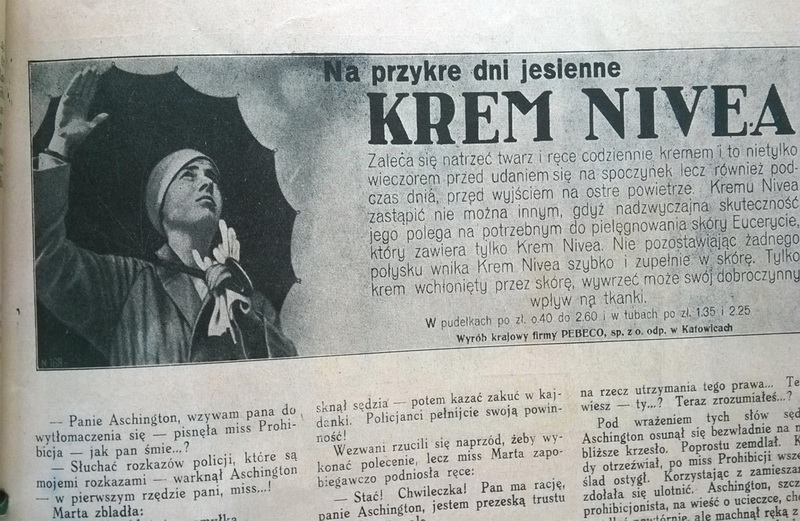 Na przykre dni jesienne
KREM NIVEA
Zaleca się natrzeć twarz i ręce codziennie kremem i to nietylko
wieczorem przed udaniem się na spoczynek lecz również pod-
czas dnia, przed wyjściem na ostre powietrze. Kremu Nivea
zastąpić nie można innym, gdyż nadzwyczajna skuteczność
jego polega na potrzebnym do pielęgnowania skóry Eucerycie,
który zawiera tylko Krem Nivea. Nie pozostawiając żadnego
połysku wnika Krem Nivea szybko i zupełnie w skórę. Tylko
krem wchłonięty przez skórę, wywrzeć może swój dobroczynny
wpływ na tkanki.
W pudełkach po zł. 0.40 do 2.60 i w tubach po zł. 1.35 i 2.25
Wyrób krajowy firmy PEBECO, sp. z o. odp. w Katowicach
— Panie Aschington, wzywam pana do
wytłomaczenia się — pisnęła miss Prohi-
bicja — jak pan śmie...?
— Słuchać rozkazów policji, które są
mojemi rozkazami — warknął Aschington
— w pierwszym rzędzie pani, miss...!
Marta zbladła:
sknął sędzia — potem kazać zakuć w kaj-
danki. Policjanci pełnijcie swoją powin-
ność!
Wezwani rzucili się naprzód, żeby wy-
konać polecenie, lecz miss Marta zapo-
biegawczo podniosła ręce:
— Stać! Chwileczka! Pan ma rację,
panie Aschington, jestem prezeską trustu
na rzecz utrzymania tego prawa... Te
wiesz — ty...? Teraz zrozumiałeś...?
Pod wrażeniem tych słów sęd
Aschington osunął się bezwładnie na n
bliższe krzesło. Poprostu zemdlał. K
dy otrzeźwiał, po miss Prohibicji wsze
ślad ostygł. Korzystając z zamieszan
zdołała się ulotnić. Aschington, szcz
prohibicjonista, na wieść o ucieczce, chc
powtórnie, ale machnął ręką z